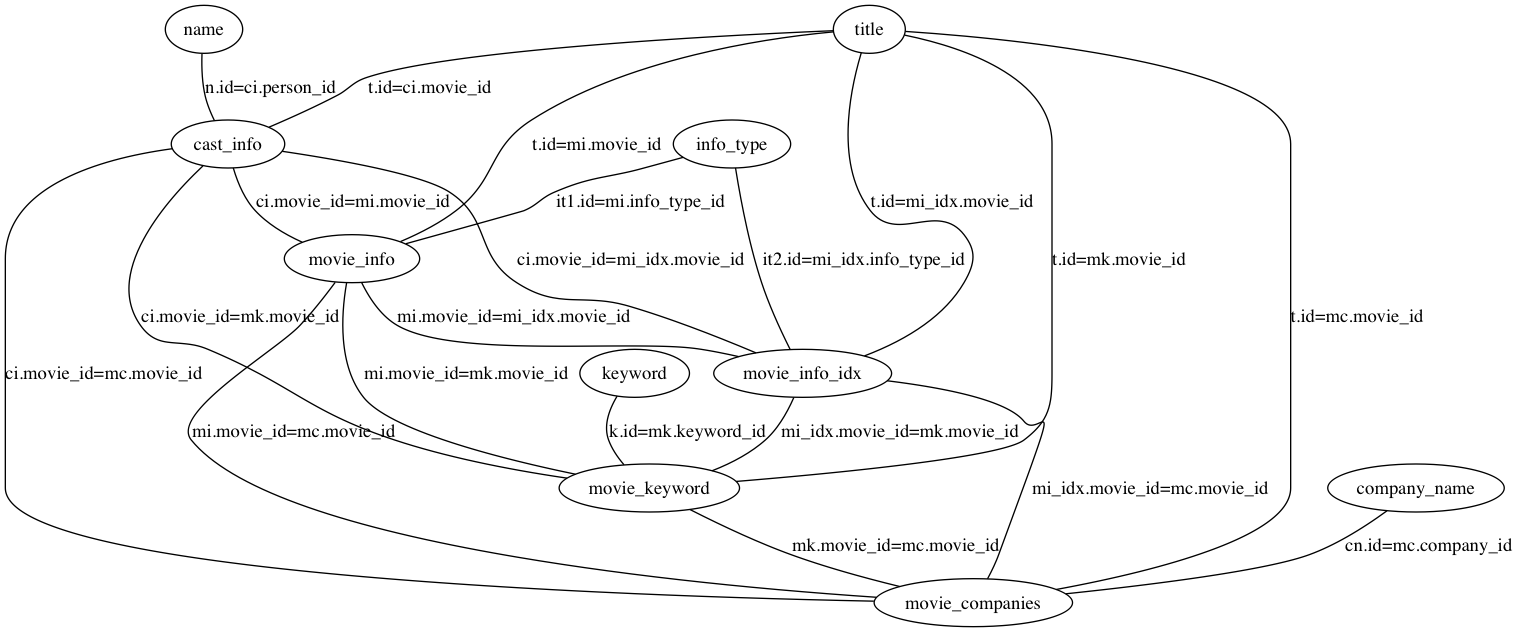 name
title
n.id=ci.person_id
t.id=ci.movie_id
cast_info
t.id=mi.movie_id
info_type
ci.movie_id=mi.movie_id
it1.id=mi.info_type_id
t.id=mi_idx.movie_id
movie_info
ci.movie_id=mi_idx.movie_id
it2.id=mi_idx.info_type_id
t.id=mk.movie_id
ci.movie_id=mk.movie_id
mi.movie_id=mi_idx.movie_id
t.id=mc.movie_id
ci.movie_id=mc.movie_id
mi.movie_id=mk.movie_id
keyword
movie_info_idx
mi.movie_id=mc.movie_id
k.id=mk.keyword_id
mi_idx.movie_id=mk.movie_id
movie_keyword
mi_idx.movie_id=mc.movie_id
company_name
mk.movie_id=mc.movie_id
cn.id=mc.company_id
movie_companies